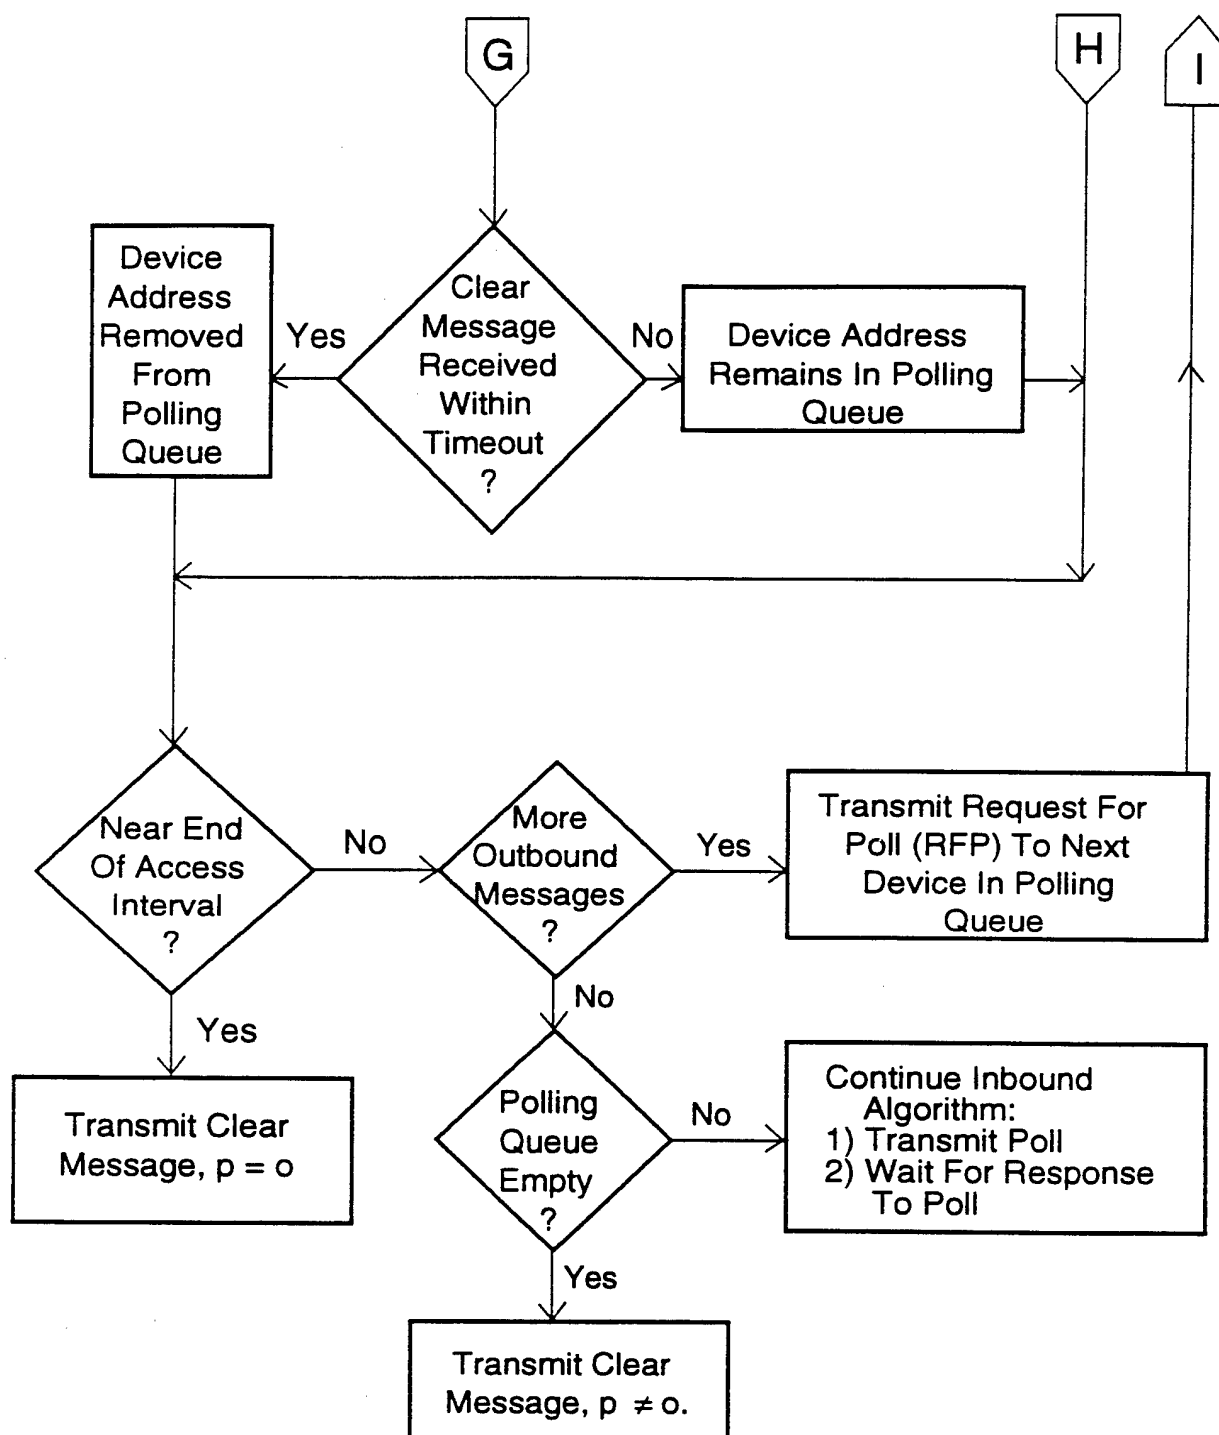 G
H
I
Device
Address
Removed
From
Polling
Queue
Yes
Clear
Message
Received
Within
Timeout
?
No
Device Address
Remains In Polling
Queue
Near End
Of Access
Interval
?
No
More
Outbound
Messages
?
Yes
Transmit Request For
Poll (RFP) To Next
Device In Polling
Queue
Yes
No
Transmit Clear
Message, p = o
Polling
Queue
Empty
?
No
Continue Inbound
Algorithm:
1) Transmit Poll
2) Wait For Response
To Poll
Yes
Transmit Clear
Message, p ≠ o.